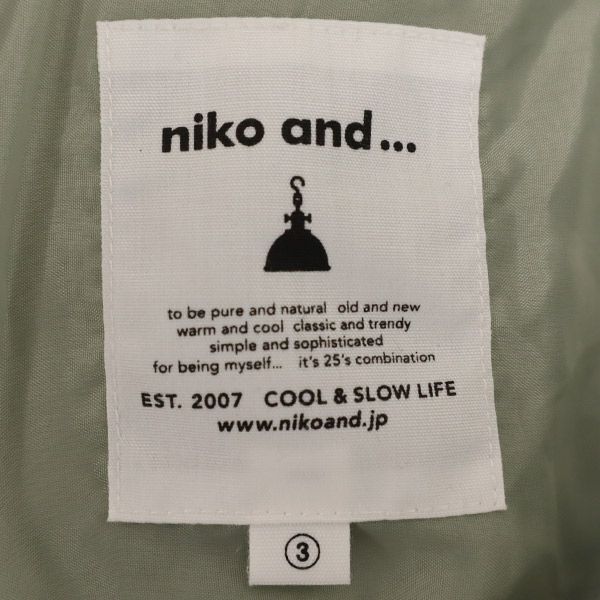 niko and...
to be pure and natural old and new
warm and cool classic and trendy
simple and sophisticated
for being myself... it's 25's combination
EST. 2007 COOL & SLOW LIFE
www.nikoand.jp
③